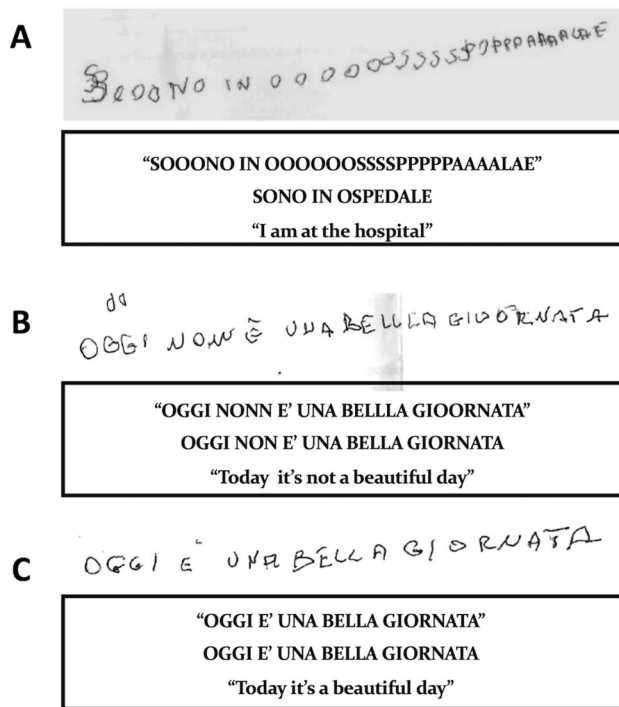 A
SeOONO IN OOOOOOSSSSPPPPPAAAALAE
"SOOONO IN OOOOOOSSSSPPPPPAAAALAE"
SONO IN OSPEDALE
"I am at the hospital"
B
OGGI NONN È UNA BELLLA GIOORNATA
"OGGI NONN E' UNA BELLLA GIOORNATA"
OGGI NON E' UNA BELLA GIORNATA
"Today it's not a beautiful day"
C
OGGI E' UNA BELLA GIORNATA
"OGGI E' UNA BELLA GIORNATA"
OGGI E' UNA BELLA GIORNATA
"Today it's a beautiful day"